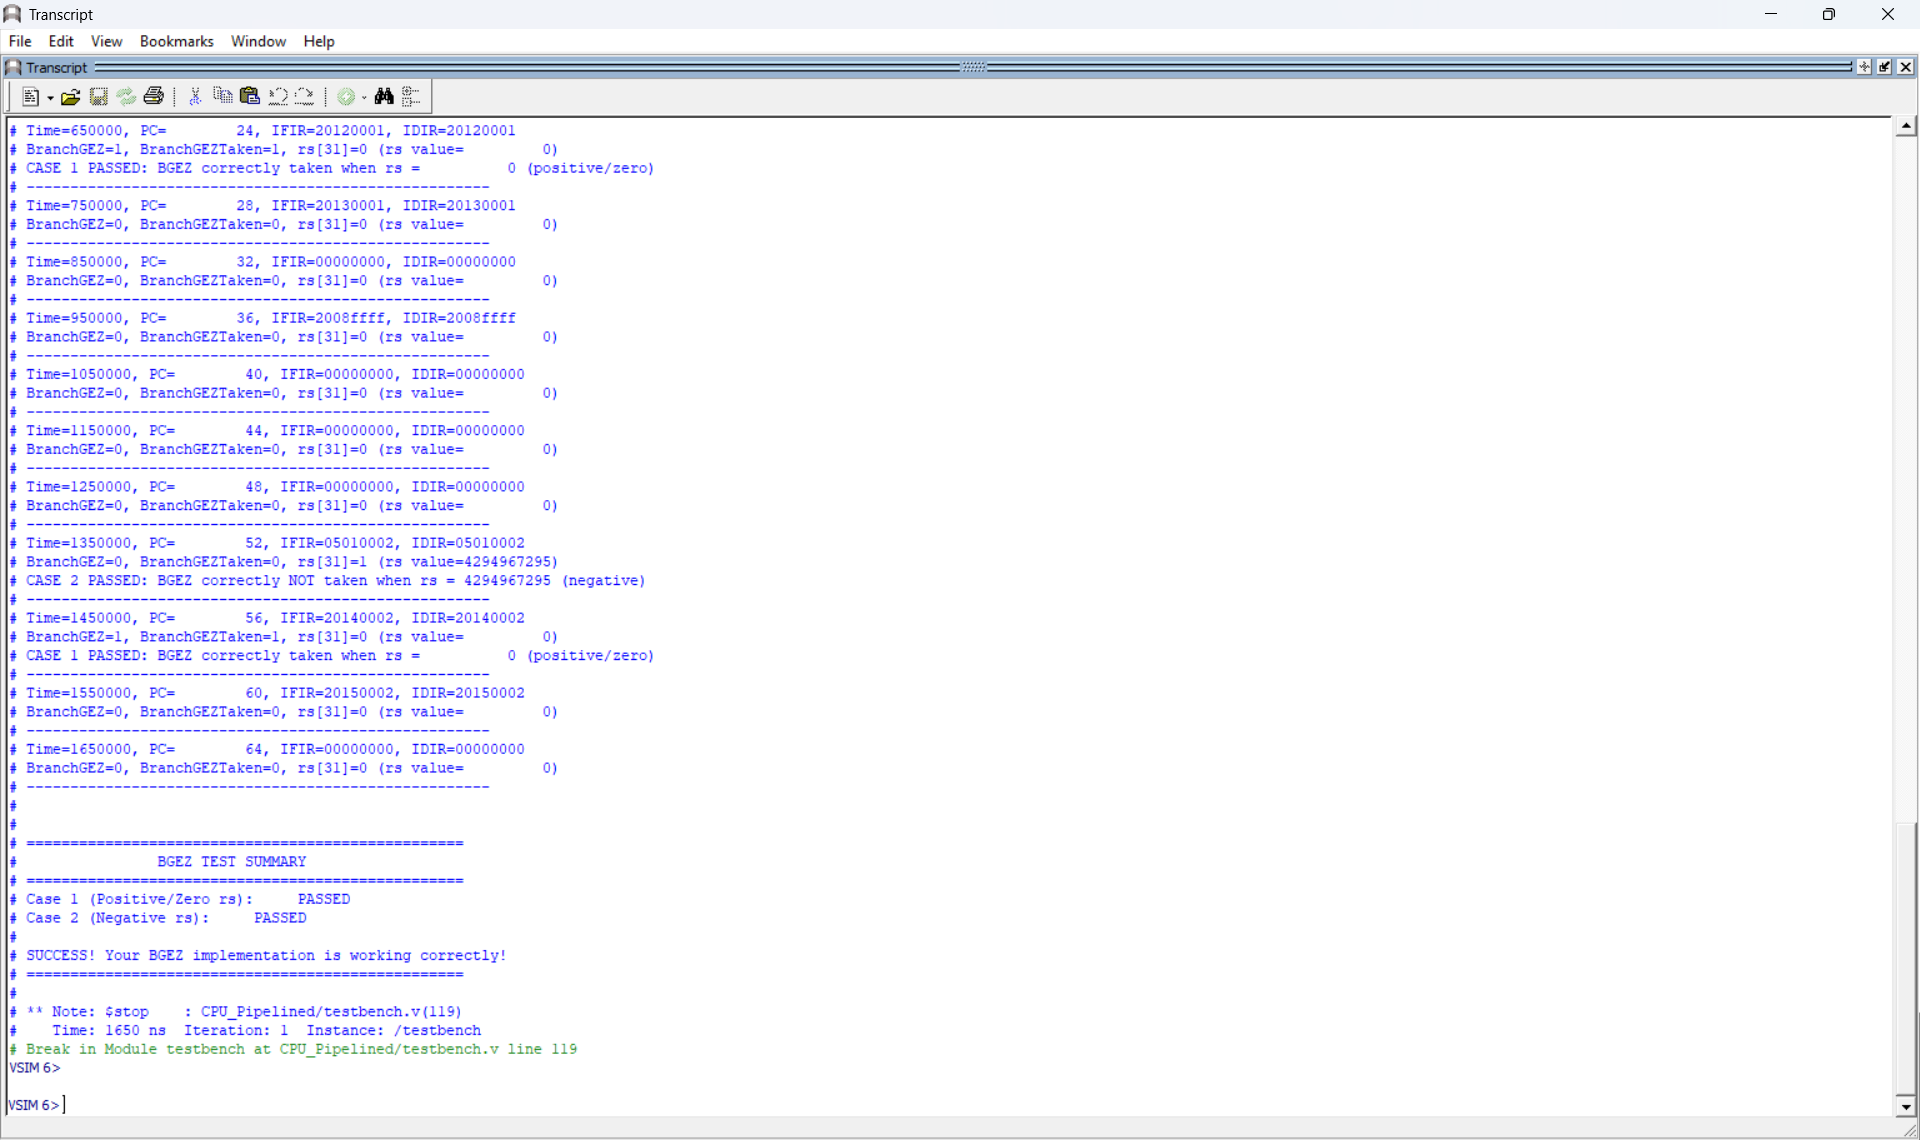 Transcript
File Edit View Bookmarks Window Help
Transcript
# Time=650000, PC=        24, IFIR=20120001, IDIR=20120001
# BranchGEZ=1, BranchGEZTaken=1, rs[31]=0 (rs value=         0)
# CASE 1 PASSED: BGEZ correctly taken when rs =          0 (positive/zero)
# -----------------------------------------------------
# Time=750000, PC=        28, IFIR=20130001, IDIR=20130001
# BranchGEZ=0, BranchGEZTaken=0, rs[31]=0 (rs value=         0)
# -----------------------------------------------------
# Time=850000, PC=        32, IFIR=00000000, IDIR=00000000
# BranchGEZ=0, BranchGEZTaken=0, rs[31]=0 (rs value=         0)
# -----------------------------------------------------
# Time=950000, PC=        36, IFIR=2008ffff, IDIR=2008ffff
# BranchGEZ=0, BranchGEZTaken=0, rs[31]=0 (rs value=         0)
# -----------------------------------------------------
# Time=1050000, PC=        40, IFIR=00000000, IDIR=00000000
# BranchGEZ=0, BranchGEZTaken=0, rs[31]=0 (rs value=         0)
# -----------------------------------------------------
# Time=1150000, PC=        44, IFIR=00000000, IDIR=00000000
# BranchGEZ=0, BranchGEZTaken=0, rs[31]=0 (rs value=         0)
# -----------------------------------------------------
# Time=1250000, PC=        48, IFIR=00000000, IDIR=00000000
# BranchGEZ=0, BranchGEZTaken=0, rs[31]=0 (rs value=         0)
# -----------------------------------------------------
# Time=1350000, PC=        52, IFIR=05010002, IDIR=05010002
# BranchGEZ=0, BranchGEZTaken=0, rs[31]=1 (rs value=4294967295)
# CASE 2 PASSED: BGEZ correctly NOT taken when rs = 4294967295 (negative)
# -----------------------------------------------------
# Time=1450000, PC=        56, IFIR=20140002, IDIR=20140002
# BranchGEZ=1, BranchGEZTaken=1, rs[31]=0 (rs value=         0)
# CASE 1 PASSED: BGEZ correctly taken when rs =          0 (positive/zero)
# -----------------------------------------------------
# Time=1550000, PC=        60, IFIR=20150002, IDIR=20150002
# BranchGEZ=0, BranchGEZTaken=0, rs[31]=0 (rs value=         0)
# -----------------------------------------------------
# Time=1650000, PC=        64, IFIR=00000000, IDIR=00000000
# BranchGEZ=0, BranchGEZTaken=0, rs[31]=0 (rs value=         0)
# -----------------------------------------------------
#
#
# ==================================================
#                BGEZ TEST SUMMARY
# ==================================================
# Case 1 (Positive/Zero rs):     PASSED
# Case 2 (Negative rs):     PASSED
#
# SUCCESS! Your BGEZ implementation is working correctly!
# ==================================================
#
# ** Note: $stop    : CPU_Pipelined/testbench.v(119)
#    Time: 1650 ns  Iteration: 1  Instance: /testbench
# Break in Module testbench at CPU_Pipelined/testbench.v line 119
VSIM 6>
VSIM 6>